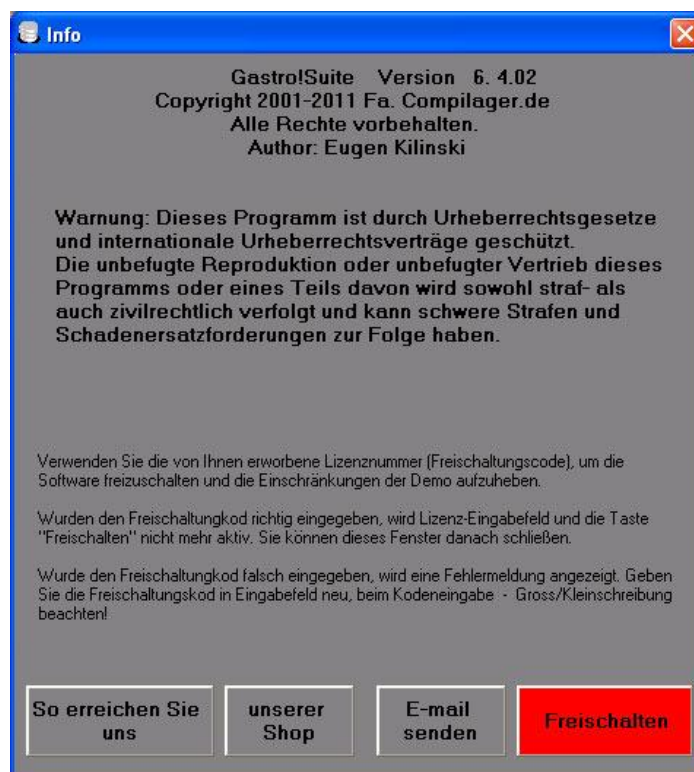 Info
Gastro!Suite Version 6. 4.02
Copyright 2001-2011 Fa. Compilager.de
Alle Rechte vorbehalten.
Author: Eugen Kilinski
Warnung: Dieses Programm ist durch Urheberrechtsgesetze
und internationale Urheberrechtsverträge geschützt.
Die unbefugte Reproduktion oder unbefugter Vertrieb dieses
Programms oder eines Teils davon wird sowohl straf- als
auch zivilrechtlich verfolgt und kann schwere Strafen und
Schadenersatzforderungen zur Folge haben.
Verwenden Sie die von Ihnen erworbene Lizenznummer (Freischaltungscode), um die
Software freizuschalten und die Einschränkungen der Demo aufzuheben.
Wurden den Freischaltungkod richtig eingegeben, wird Lizenz-Eingabefeld und die Taste
"Freischalten" nicht mehr aktiv. Sie können dieses Fenster danach schließen.
Wurde den Freischaltungkod falsch eingegeben, wird eine Fehlermeldung angezeigt. Geben
Sie die Freischaltungskod in Eingabefeld neu, beim Kodeneingabe - Gross/Kleinschreibung
beachten!
So erreichen Sie
uns
unserer
Shop
E-mail
senden
Freischalten